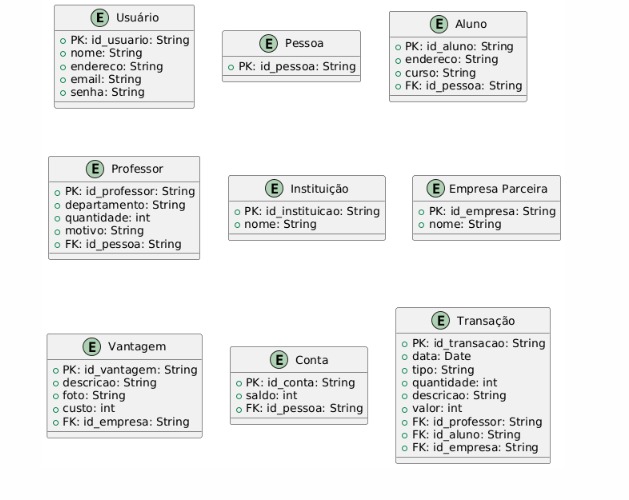 E Usuário
PK: id_usuario: String
nome: String
endereco: String
email: String
senha: String
E Pessoa
PK: id_pessoa: String
E Aluno
PK: id_aluno: String
endereco: String
curso: String
FK: id_pessoa: String
E Professor
PK: id_professor: String
departamento: String
quantidade: int
motivo: String
FK: id_pessoa: String
E Instituição
PK: id_instituicao: String
nome: String
E Empresa Parceira
PK: id_empresa: String
nome: String
E Vantagem
PK: id_vantagem: String
descricao: String
foto: String
custo: int
FK: id_empresa: String
E Conta
PK: id_conta: String
saldo: int
FK: id_pessoa: String
E Transação
PK: id_transacao: String
data: Date
tipo: String
quantidade: int
descricao: String
valor: int
FK: id_professor: String
FK: id_aluno: String
FK: id_empresa: String